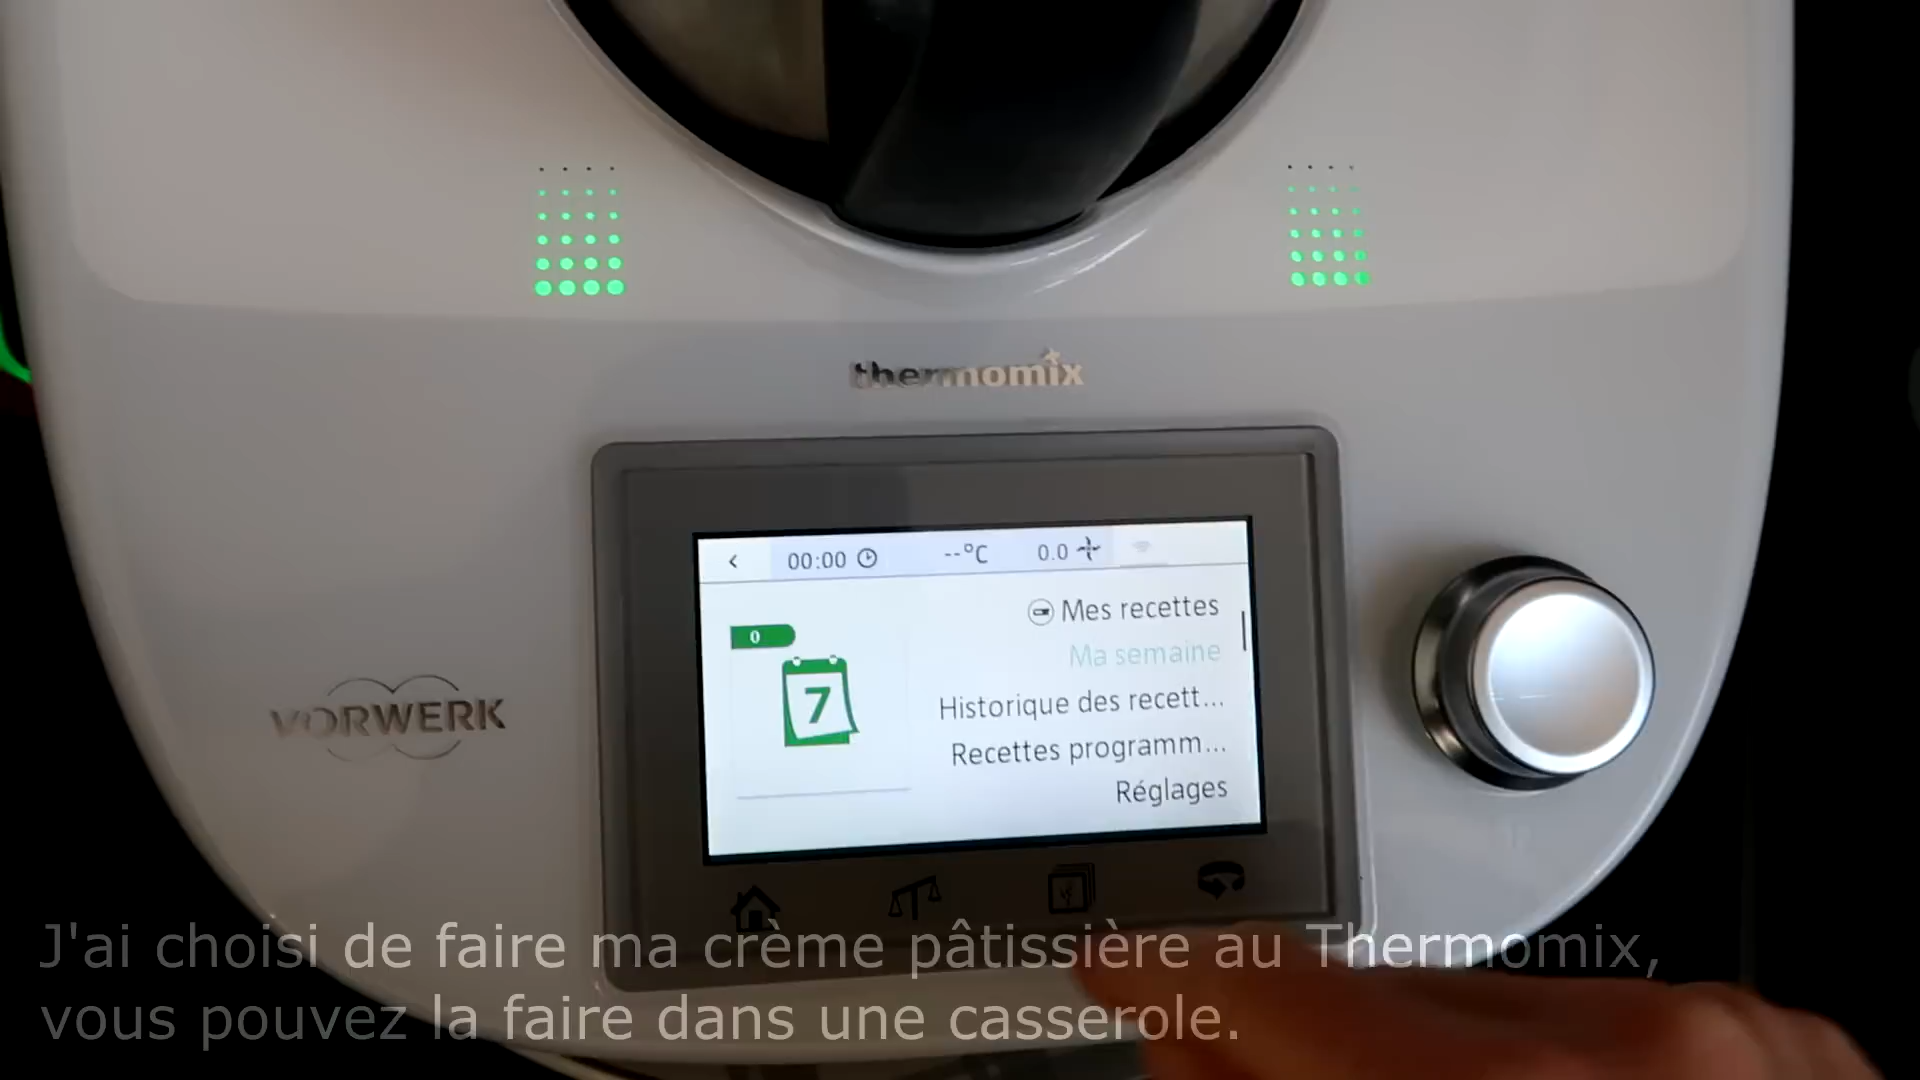 thermomix
VORWERK
00:00 --°C 0.0
Mes recettes
0
Ma semaine
7
Historique des recett...
Recettes programm...
Réglages
J'ai choisi de faire ma crème pâtissière au Thermomix,
vous pouvez la faire dans une casserole.